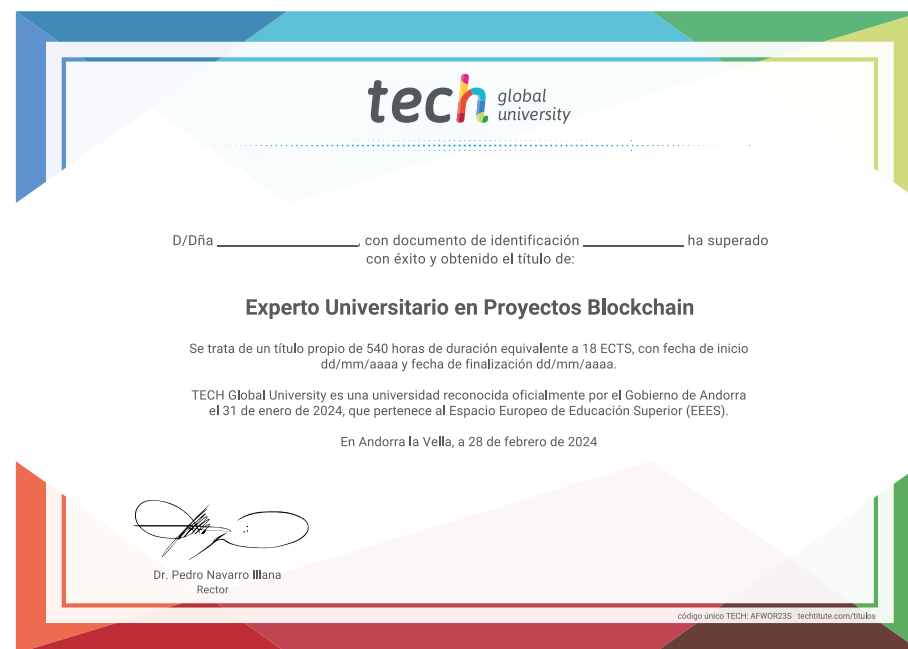 tech global university
D/Dña ____________________, con documento de identificación ______________ ha superado
con éxito y obtenido el título de:
Experto Universitario en Proyectos Blockchain
Se trata de un título propio de 540 horas de duración equivalente a 18 ECTS, con fecha de inicio
dd/mm/aaaa y fecha de finalización dd/mm/aaaa.
TECH Global University es una universidad reconocida oficialmente por el Gobierno de Andorra
el 31 de enero de 2024, que pertenece al Espacio Europeo de Educación Superior (EEES).
En Andorra la Vella, a 28 de febrero de 2024
Dr. Pedro Navarro Illana
Rector
código único TECH: AFWOR23S techtitute.com/titulos